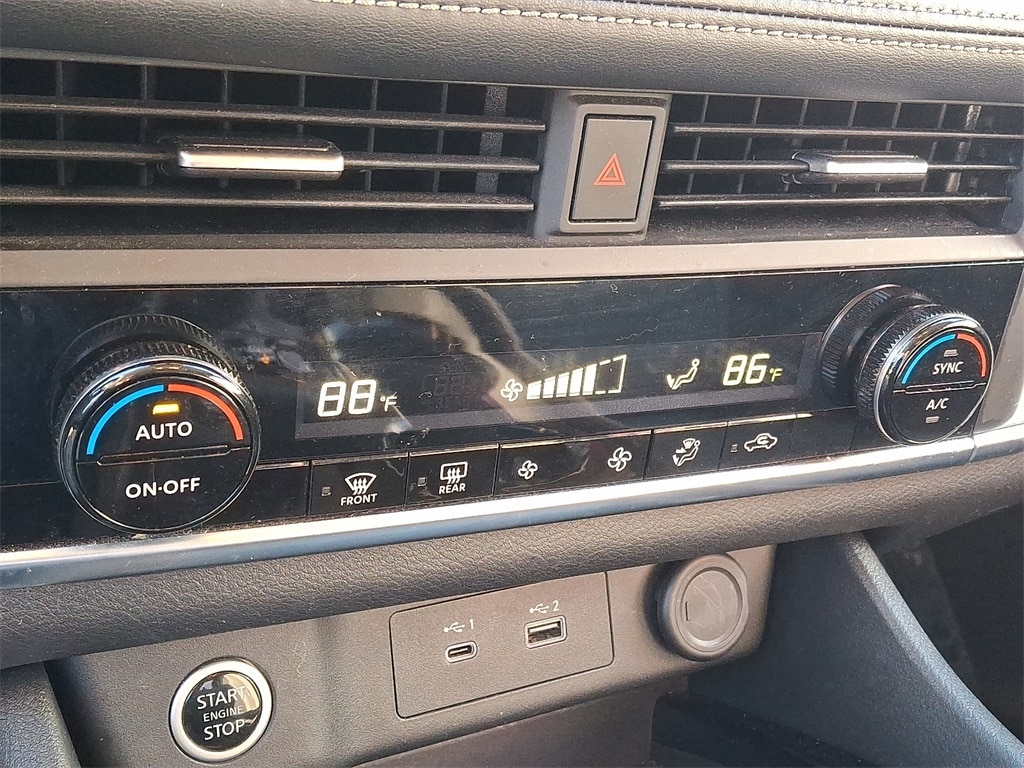 88°F
86°F
AUTO
ON·OFF
SYNC
A/C
FRONT
REAR
1
2
START
ENGINE
STOP